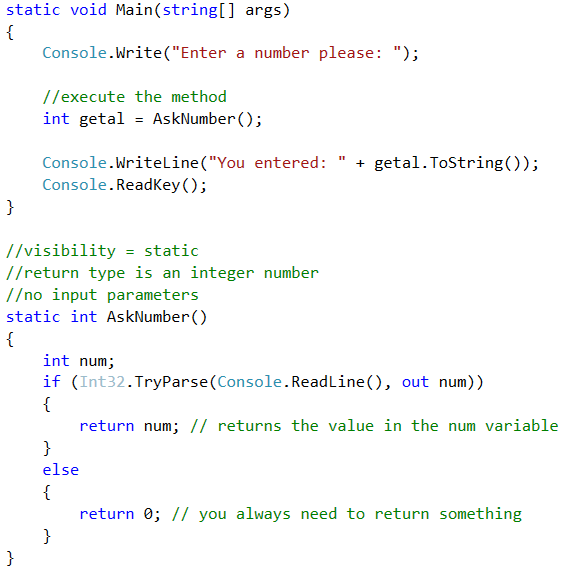 static void Main(string[] args)
{
    Console.Write("Enter a number please: ");

    //execute the method
    int getal = AskNumber();

    Console.WriteLine("You entered: " + getal.ToString());
    Console.ReadKey();
}

//visibility = static
//return type is an integer number
//no input parameters
static int AskNumber()
{
    int num;
    if (Int32.TryParse(Console.ReadLine(), out num))
    {
        return num; // returns the value in the num variable
    }
    else
    {
        return 0; // you always need to return something
    }
}